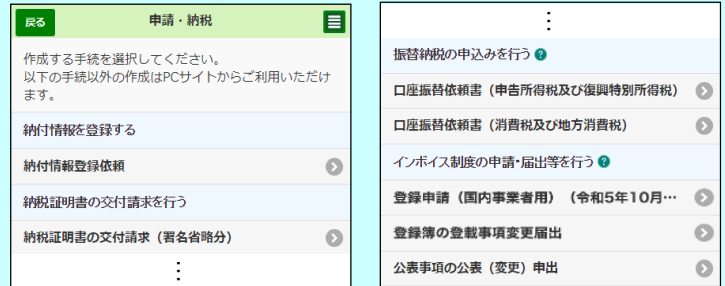 戻る
申請・納税
作成する手続を選択してください。
以下の手続以外の作成はPCサイトからご利用いただけ
ます。
納付情報を登録する
納付情報登録依頼
納税証明書の交付請求を行う
納税証明書の交付請求（署名省略分）
⋮
⋮
振替納税の申込みを行う ?
口座振替依頼書（申告所得税及び復興特別所得税）
口座振替依頼書（消費税及び地方消費税）
インボイス制度の申請・届出等を行う ?
登録申請（国内事業者用）（令和5年10月…
登録簿の登載事項変更届出
公表事項の公表（変更）申出